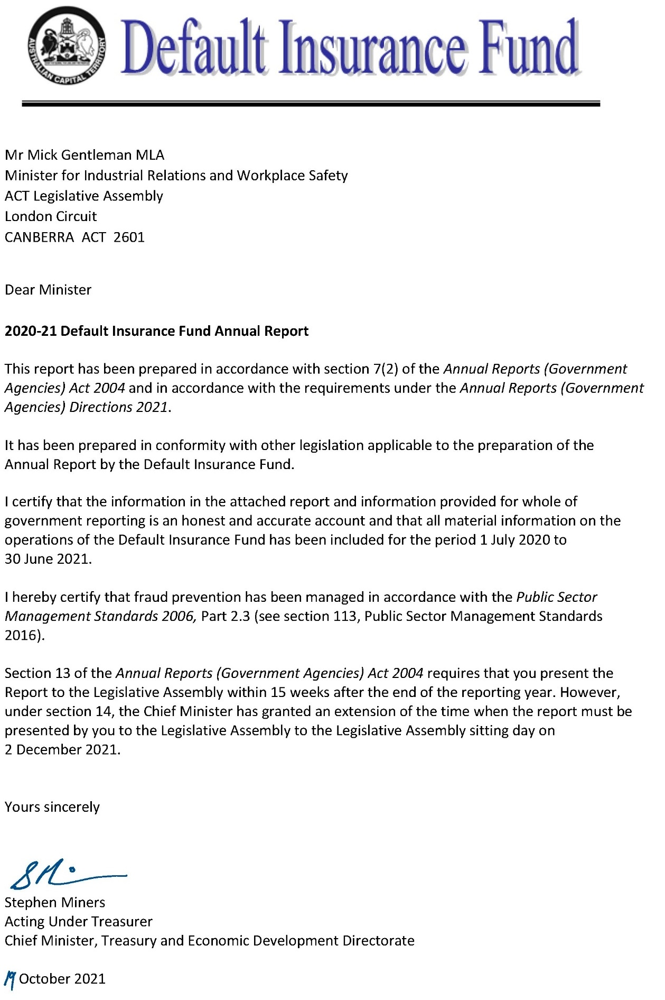 AUSTRALIAN CAPITAL TERRITORY
Default Insurance Fund
Mr Mick Gentleman MLA
Minister for Industrial Relations and Workplace Safety
ACT Legislative Assembly
London Circuit
CANBERRA ACT 2601
Dear Minister
2020-21 Default Insurance Fund Annual Report
This report has been prepared in accordance with section 7(2) of the Annual Reports (Government
Agencies) Act 2004 and in accordance with the requirements under the Annual Reports (Government
Agencies) Directions 2021.
It has been prepared in conformity with other legislation applicable to the preparation of the
Annual Report by the Default Insurance Fund.
I certify that the information in the attached report and information provided for whole of
government reporting is an honest and accurate account and that all material information on the
operations of the Default Insurance Fund has been included for the period 1 July 2020 to
30 June 2021.
I hereby certify that fraud prevention has been managed in accordance with the Public Sector
Management Standards 2006, Part 2.3 (see section 113, Public Sector Management Standards
2016).
Section 13 of the Annual Reports (Government Agencies) Act 2004 requires that you present the
Report to the Legislative Assembly within 15 weeks after the end of the reporting year. However,
under section 14, the Chief Minister has granted an extension of the time when the report must be
presented by you to the Legislative Assembly to the Legislative Assembly sitting day on
2 December 2021.
Yours sincerely
Stephen Miners
Acting Under Treasurer
Chief Minister, Treasury and Economic Development Directorate
19 October 2021